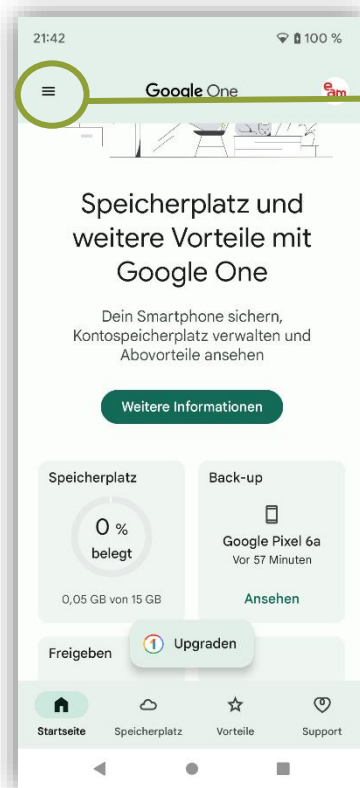 21:42 100 %
Google One eam
Speicherplatz und
weitere Vorteile mit
Google One
Dein Smartphone sichern,
Kontospeicherplatz verwalten und
Abovorteile ansehen
Weitere Informationen
Speicherplatz
0 %
belegt
0,05 GB von 15 GB
Back-up
Google Pixel 6a
Vor 57 Minuten
Ansehen
Freigeben
1 Upgraden
Startseite Speicherplatz Vorteile Support